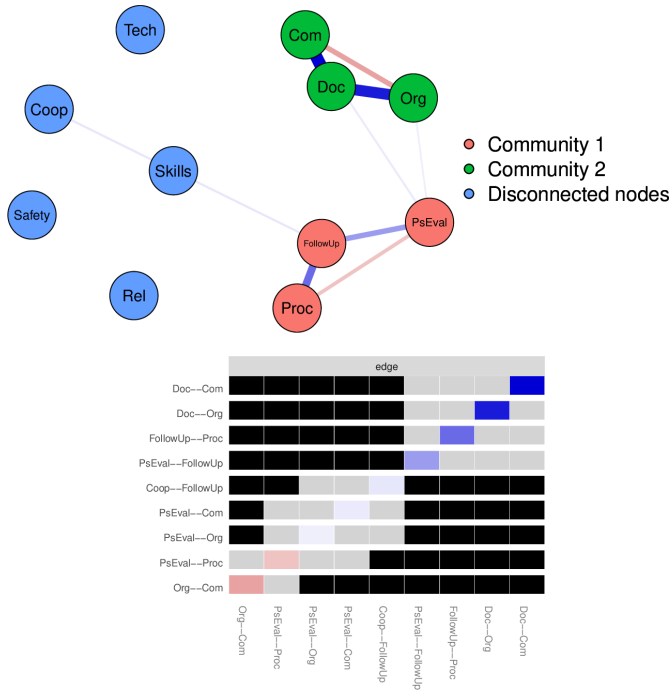 Tech
Com
Doc
Org
Coop
Skills
Safety
Rel
FollowUp
PsEval
Proc
Community 1
Community 2
Disconnected nodes
edge
Doc--Com
Doc--Org
FollowUp--Proc
PsEval--FollowUp
Coop--FollowUp
PsEval--Com
PsEval--Org
PsEval--Proc
Org--Com
Org--Com
PsEval--Proc
PsEval--Org
PsEval--Com
Coop--FollowUp
PsEval--FollowUp
FollowUp--Proc
Doc--Org
Doc--Com